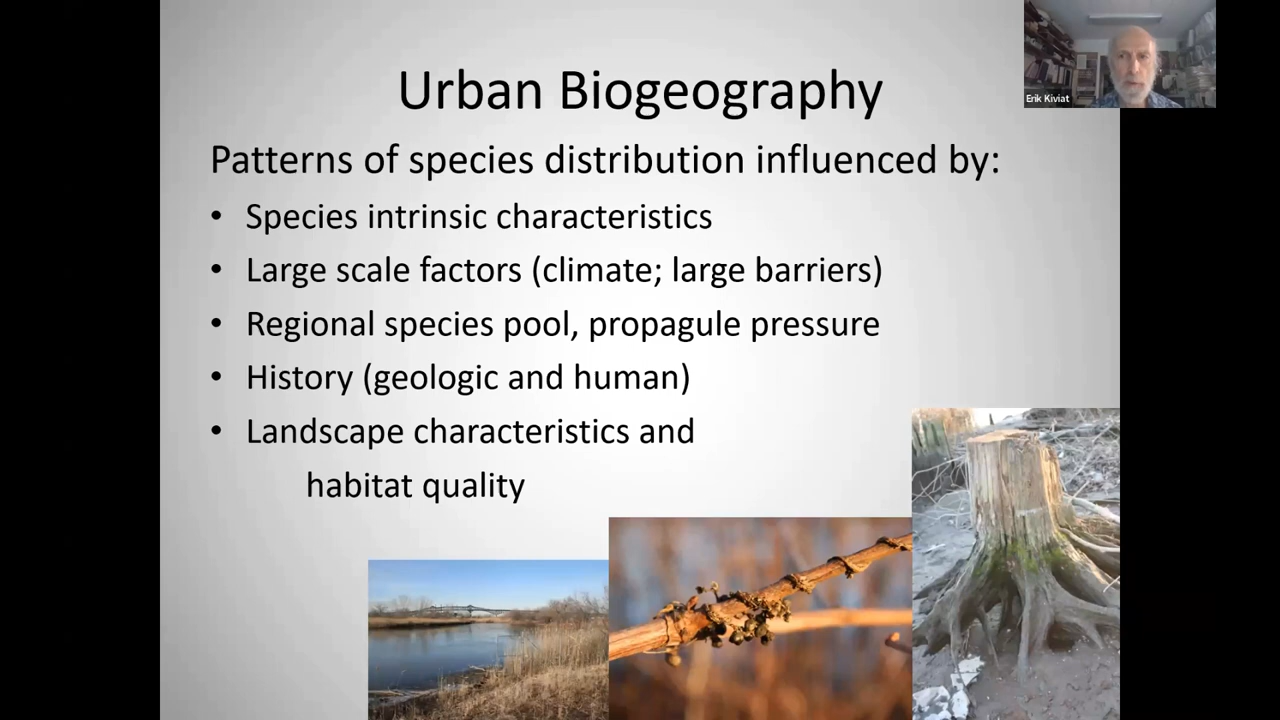 Urban Biogeography
Erik Kiviat
Patterns of species distribution influenced by:
• Species intrinsic characteristics
• Large scale factors (climate; large barriers)
• Regional species pool, propagule pressure
• History (geologic and human)
• Landscape characteristics and
habitat quality